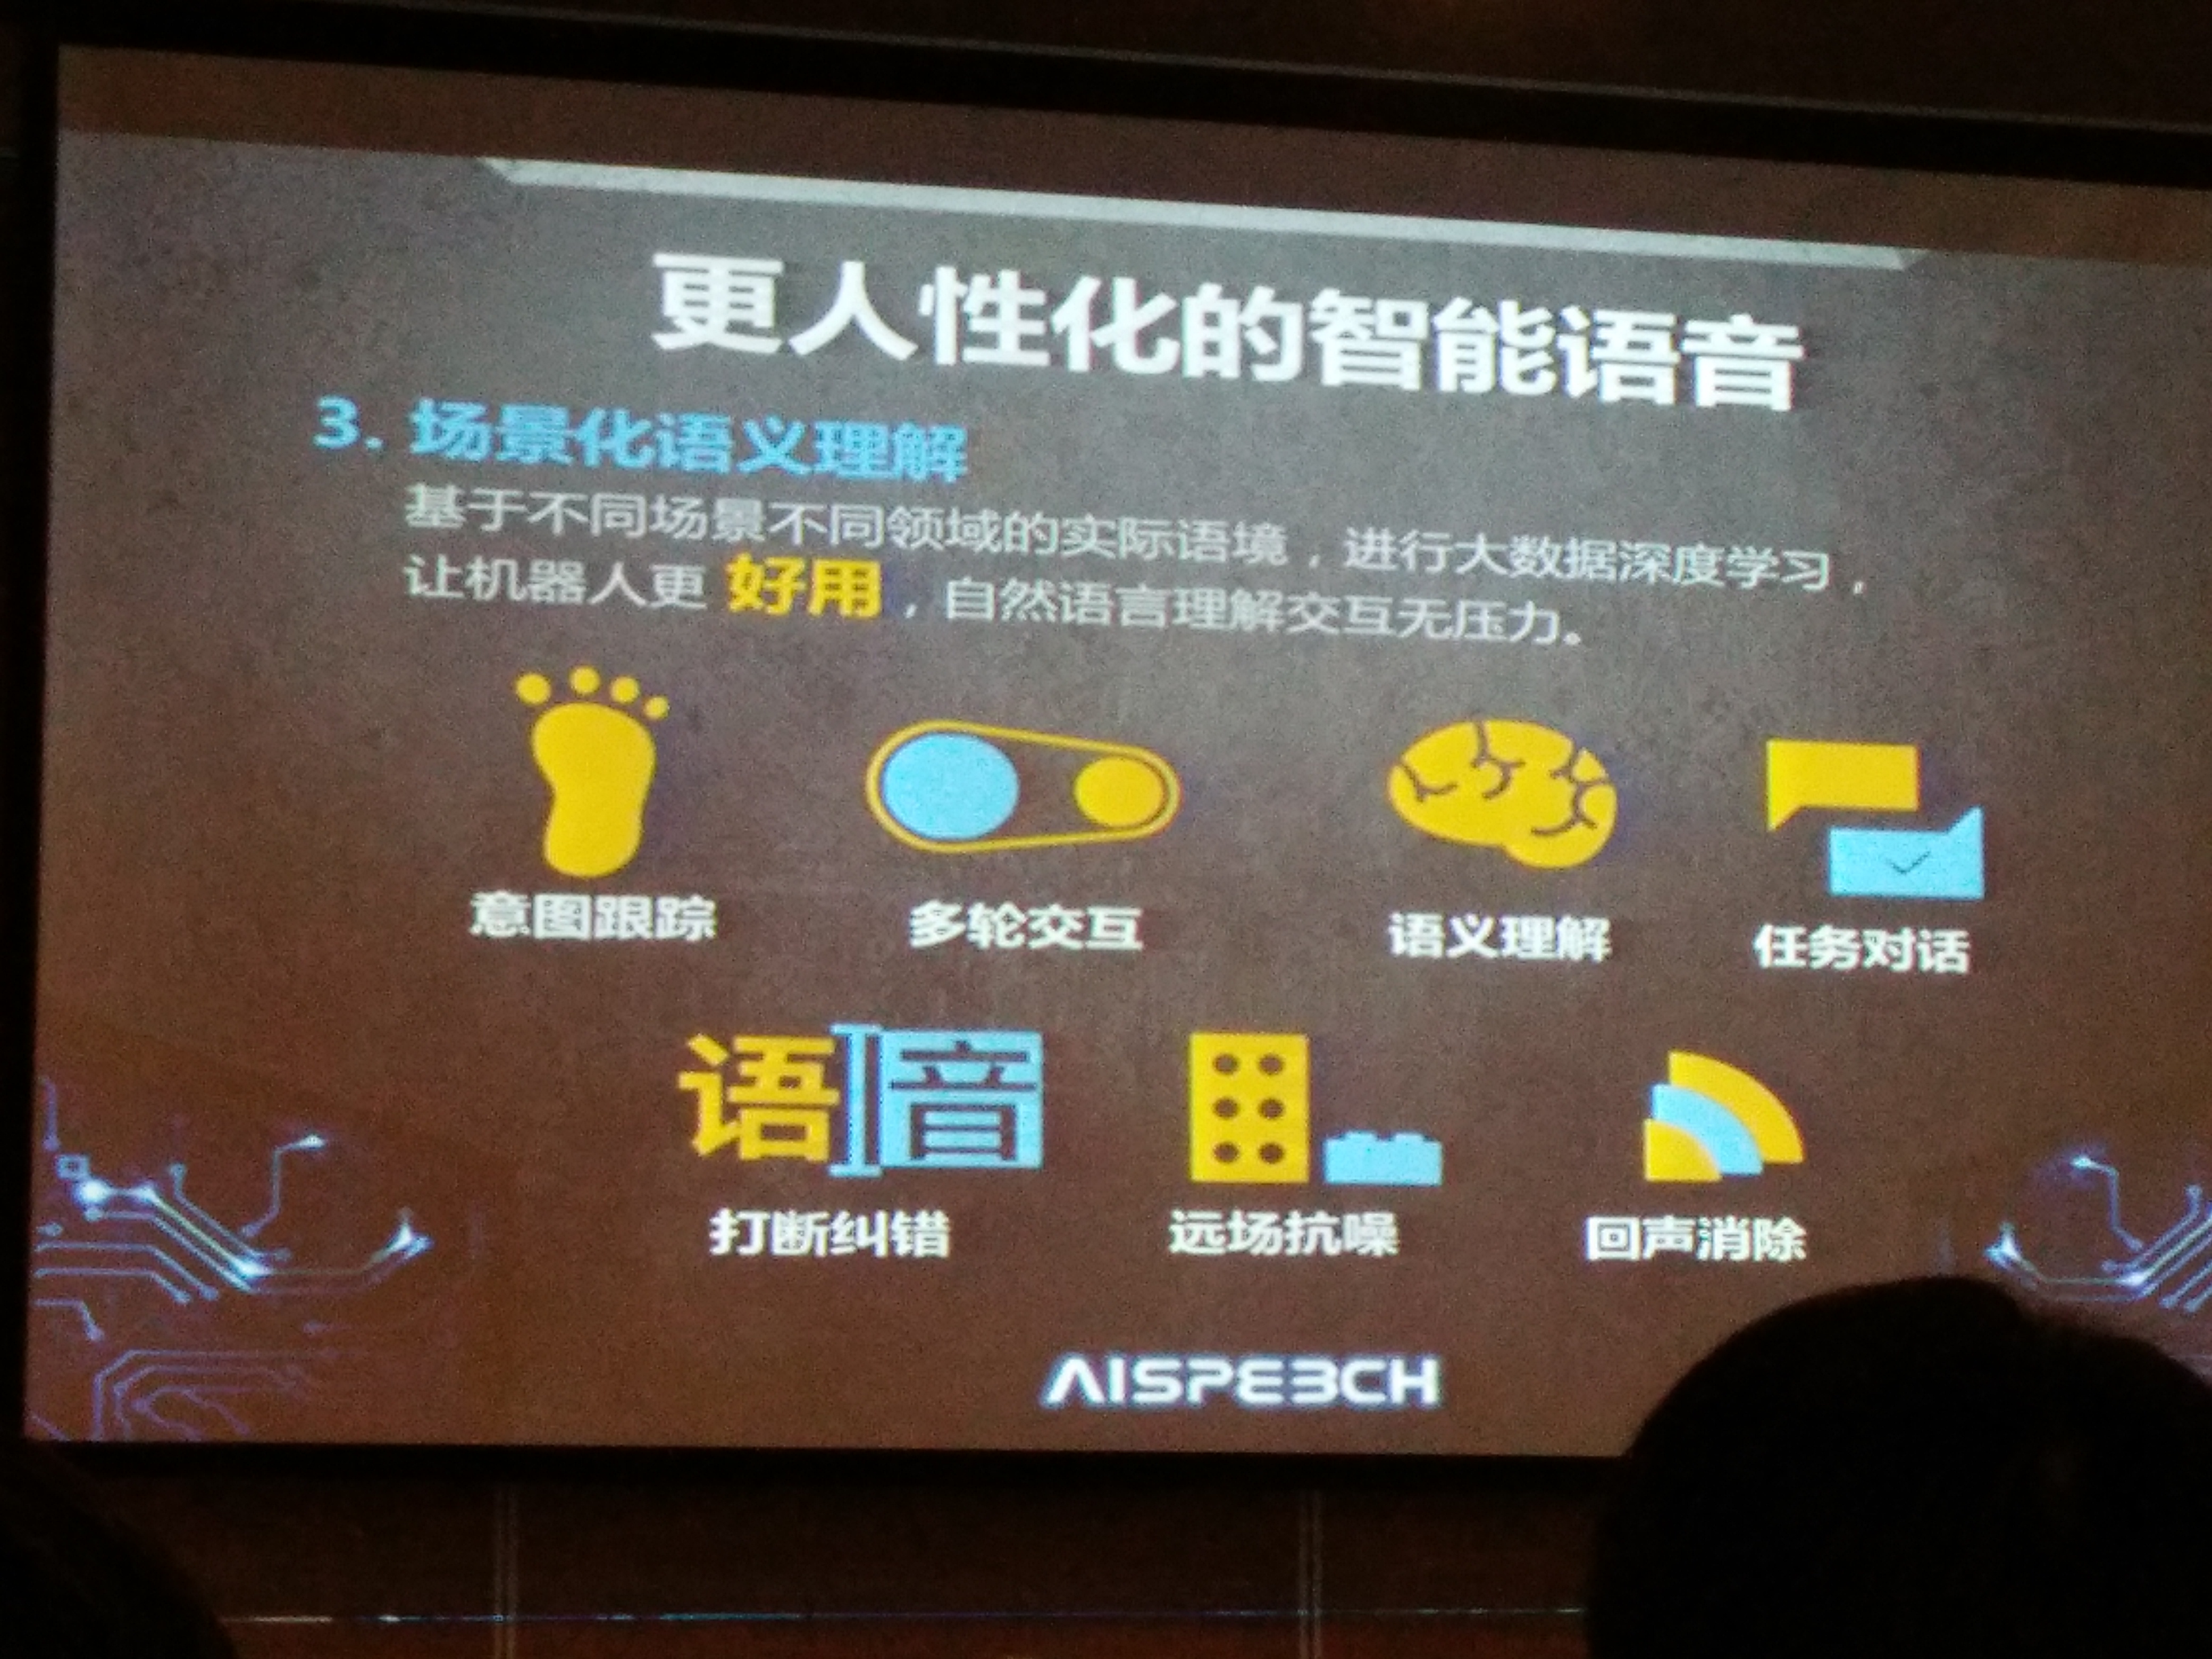 更人性化的智能语音
3. 场景化语义理解
基于不同场景不同领域的实际语境，进行大数据深度学习，
让机器人更 好用，自然语言理解交互无压力。
意图跟踪 多轮交互 语义理解 任务对话
语音
打断纠错 远场抗噪 回声消除
AISPEECH